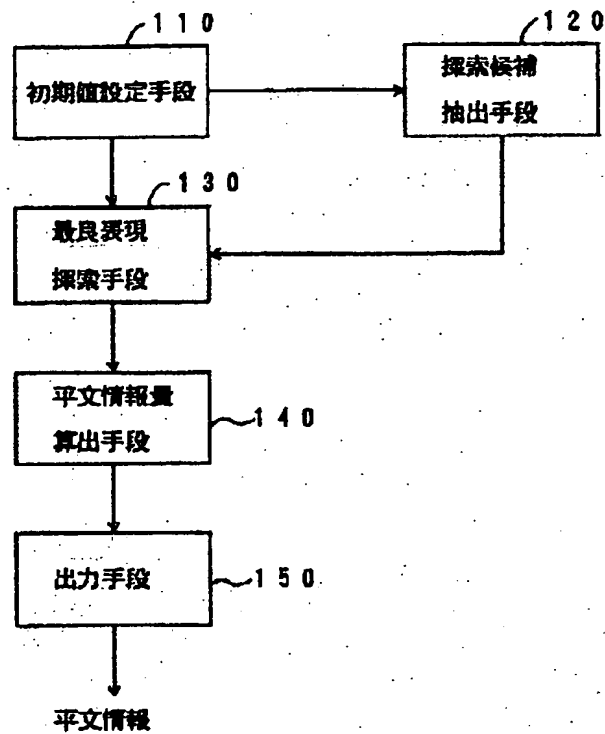 110
120
初期値設定手段
探索候補
抽出手段
130
最良表現
探索手段
平文情報量
算出手段
140
出力手段
150
平文情報